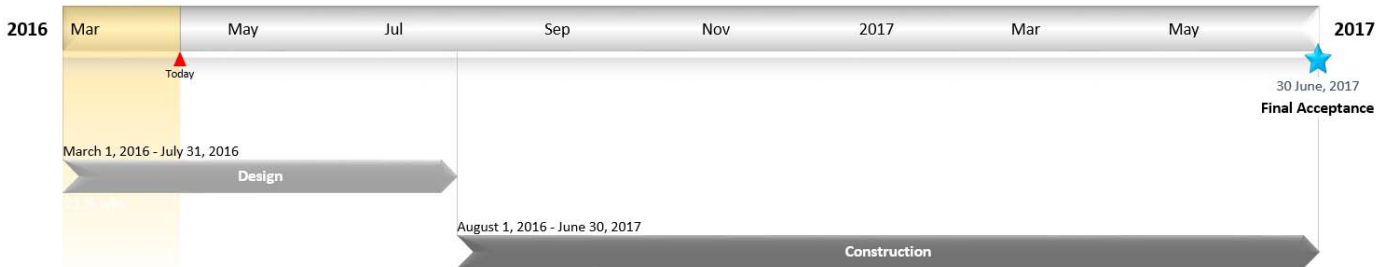 2016 Mar May Jul Sep Nov 2017 Mar May 2017
Today
30 June, 2017
Final Acceptance
March 1, 2016 - July 31, 2016
Design
August 1, 2016 - June 30, 2017
Construction